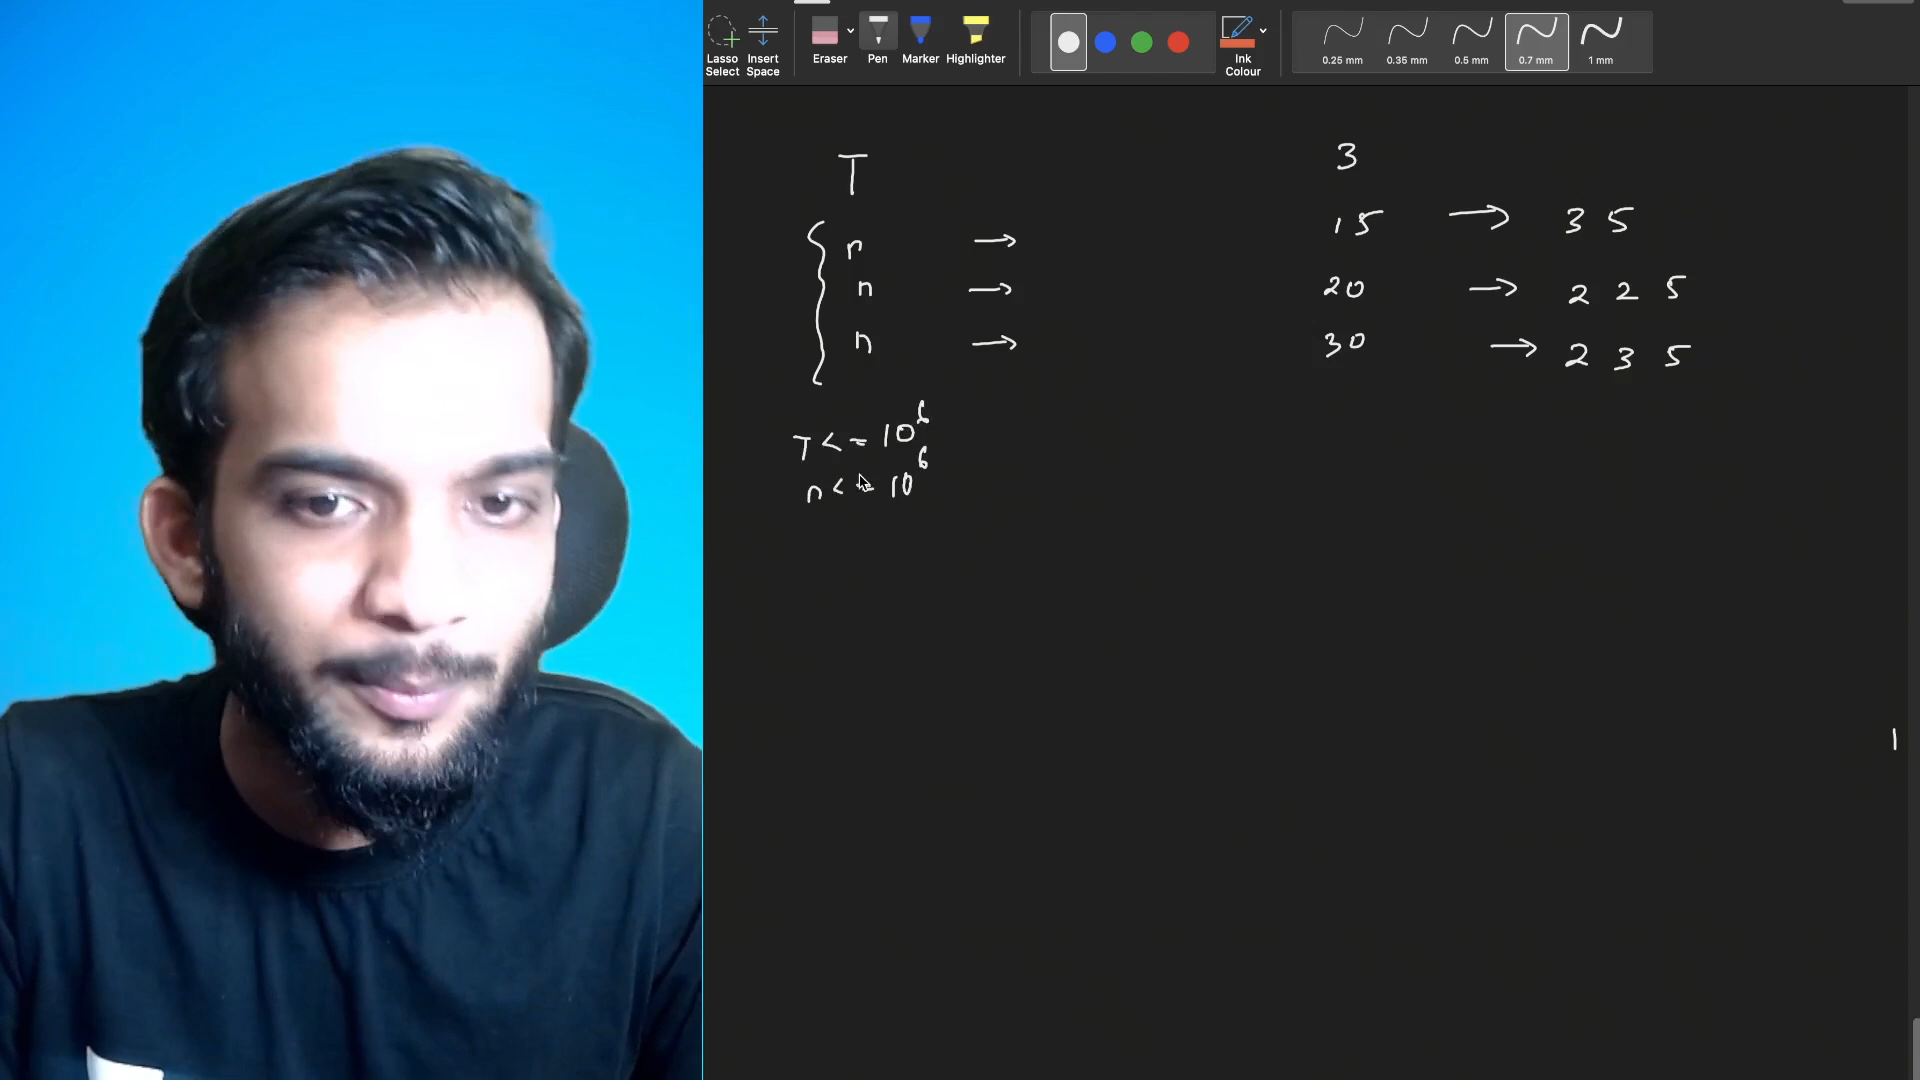 Lasso Select
Insert Space
Eraser
Pen
Marker
Highlighter
Ink Colour
0.25 mm
0.35 mm
0.5 mm
0.7 mm
1 mm
T
n →
n →
n →
T <= 10^6
n <= 10^6
3
15 → 3 5
20 → 2 2 5
30 → 2 3 5
1